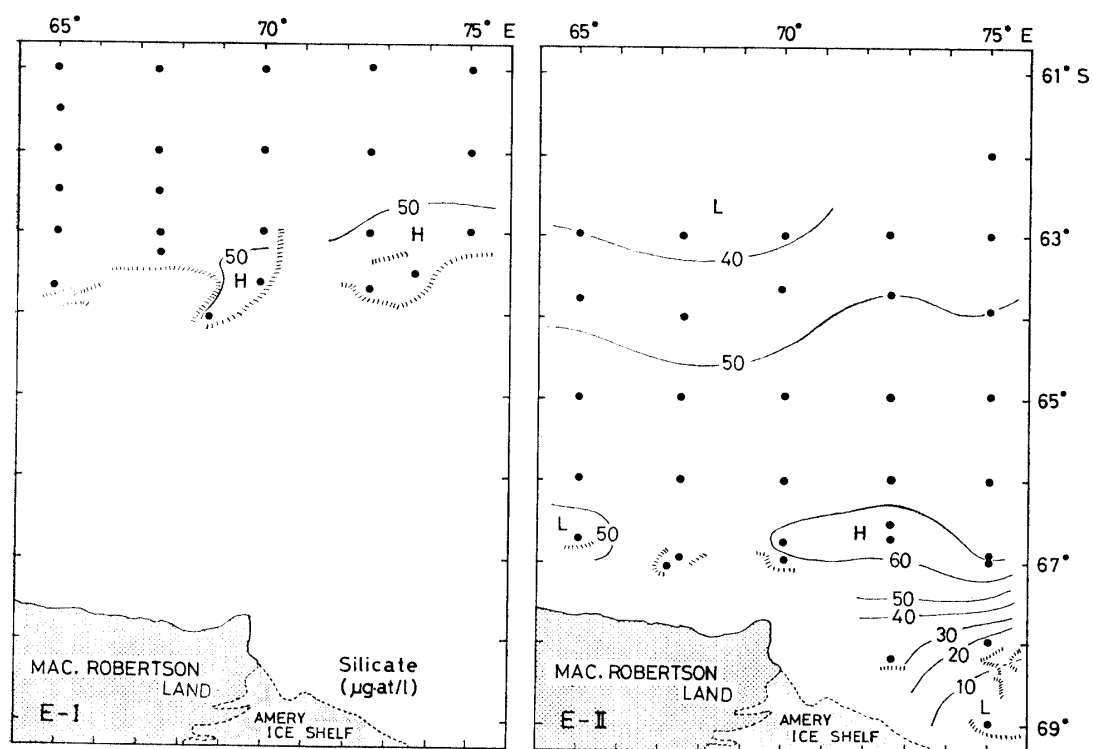 65° 70° 75° E
50
H
50
H
MAC. ROBERTSON
LAND
Silicate
(µg·at/l)
E-I
AMERY
ICE SHELF
65° 70° 75° E
61° S
L
63°
40
50
65°
L
50
H
67°
60
50
40
30
20
10
MAC. ROBERTSON
LAND
L
E-II
AMERY
ICE SHELF
69°